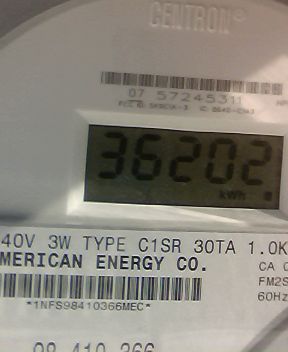 CENTRON®
07 57245311
36202
kWh
40V 3W TYPE C1SR 30TA 1.0K
MERICAN ENERGY CO.
CA 0
FM2S
60Hz
*1NFS98410366MEC*
98 410 366